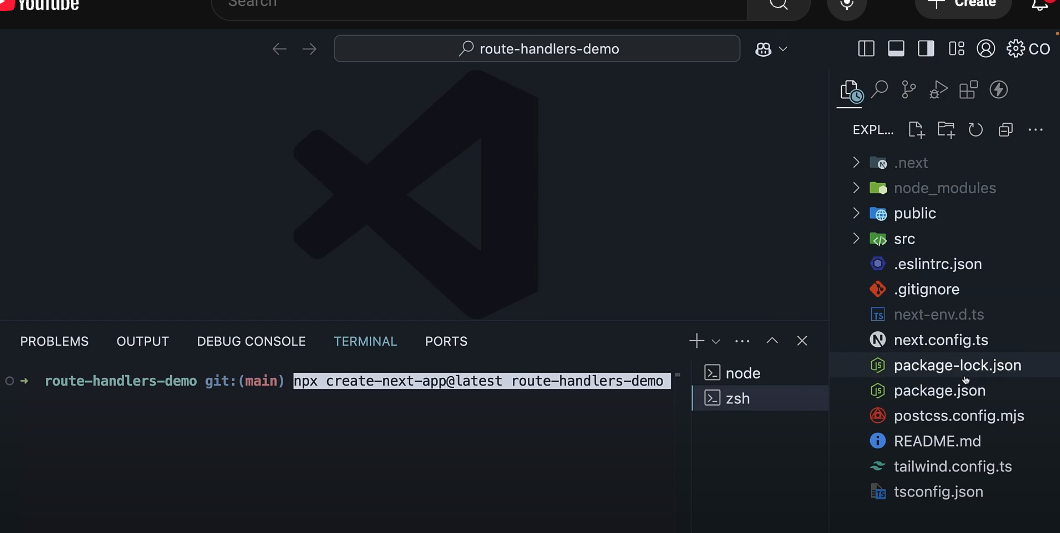 YouTube
Search
Create
route-handlers-demo
CO
EXPL...
.next
node_modules
public
src
.eslintrc.json
.gitignore
next-env.d.ts
next.config.ts
package-lock.json
package.json
postcss.config.mjs
README.md
tailwind.config.ts
tsconfig.json
PROBLEMS OUTPUT DEBUG CONSOLE TERMINAL PORTS
route-handlers-demo git:(main) npx create-next-app@latest route-handlers-demo
node
zsh